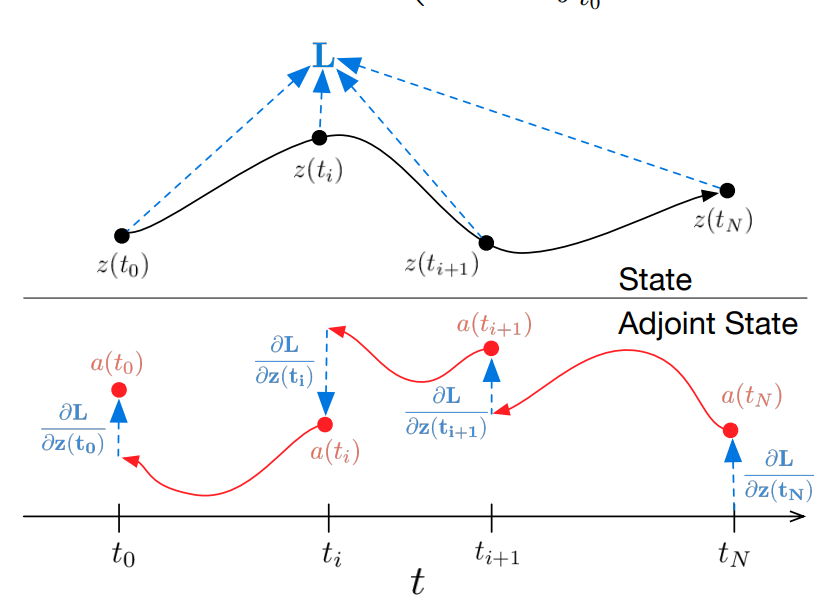 L
z(t_i)
z(t_N)
z(t_0)
z(t_{i+1})
State
Adjoint State
a(t_{i+1})
∂L/∂z(t_i)
a(t_0)
∂L/∂z(t_{i+1})
a(t_N)
∂L/∂z(t_0)
a(t_i)
∂L/∂z(t_N)
t_0 t_i t_{i+1} t_N
t